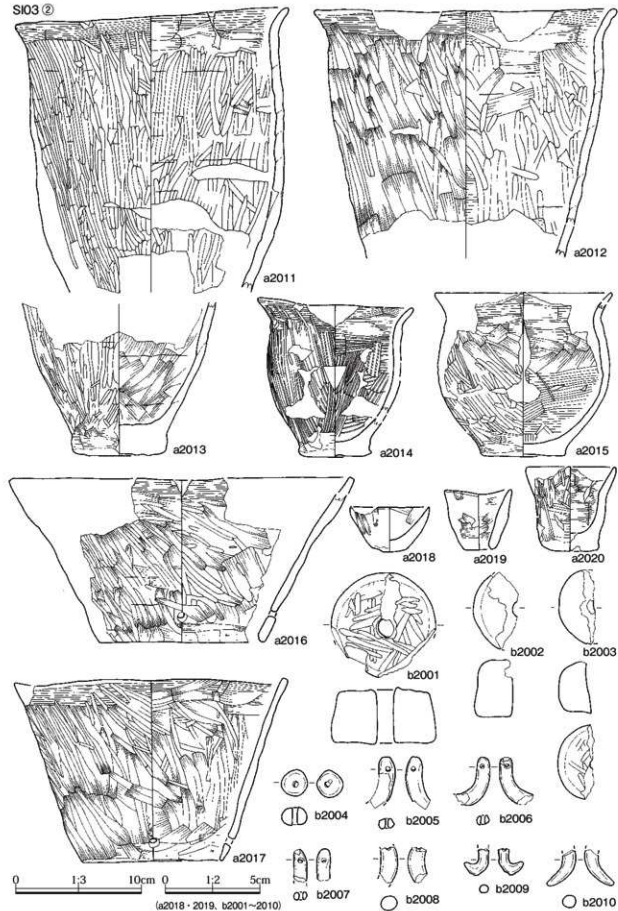 SI03 ②
a2011
a2012
a2013
a2014
a2015
a2016
a2018
a2019
a2020
b2001
b2002
b2003
a2017
b2004
b2005
b2006
b2007
b2008
b2009
b2010
0 1:3 10cm
0 1:2 5cm
(a2018・2019、b2001～2010)